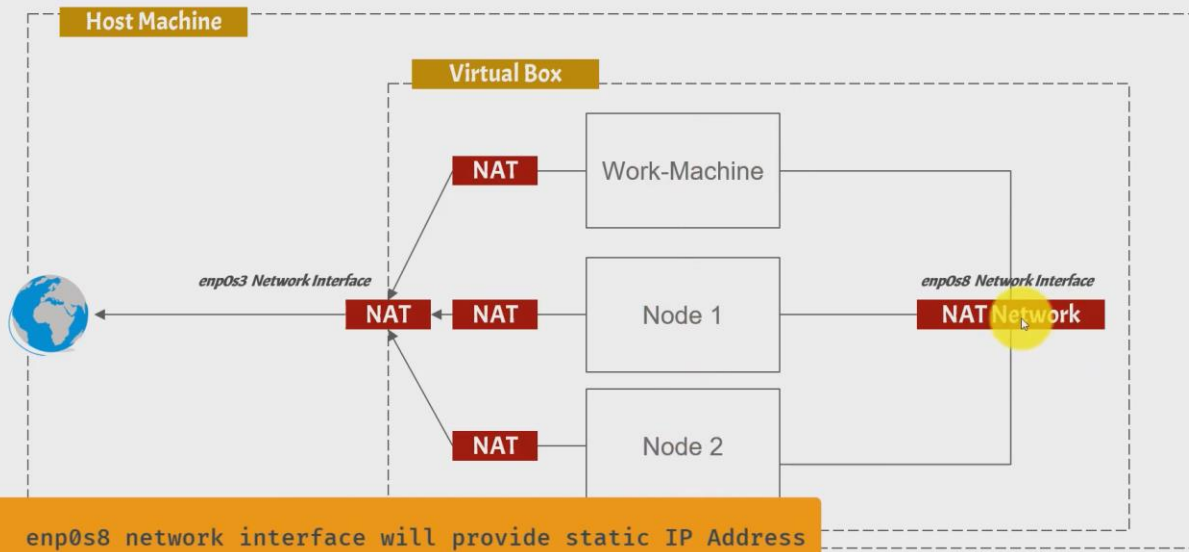 Host Machine
Virtual Box
NAT
Work-Machine
enp0s3 Network Interface
enp0s8 Network Interface
NAT
NAT
Node 1
NAT Network
NAT
Node 2
enp0s8 network interface will provide static IP Address